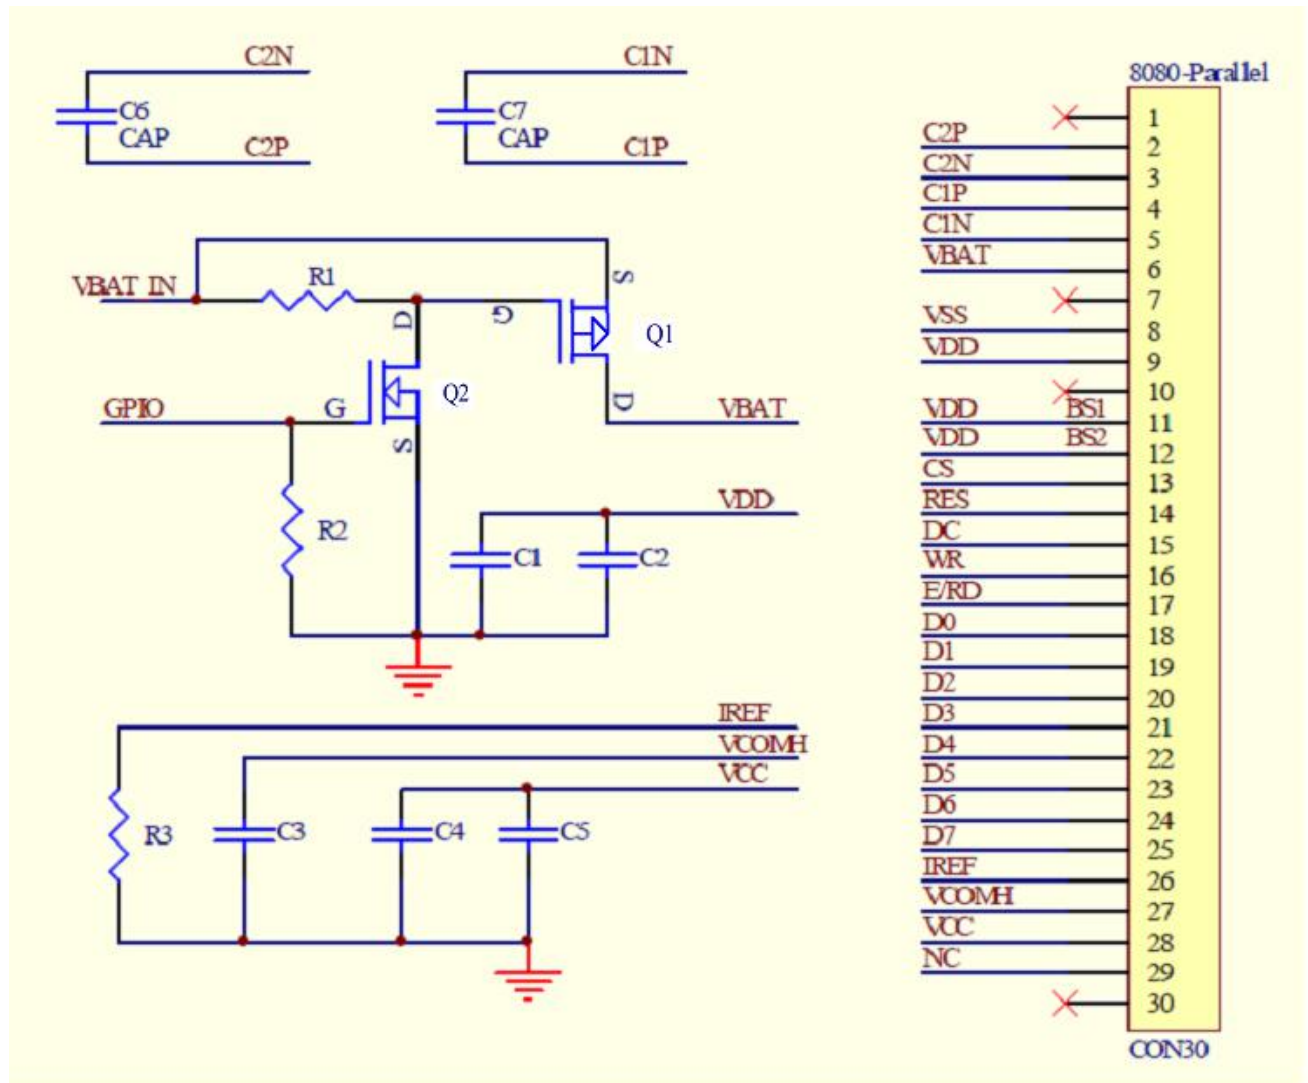 C2N
C6
CAP
C2P
C1N
C7
CAP
C1P
VBAT_IN
R1
S
G
D
Q1
D
VBAT
GPIO
G
Q2
S
R2
VDD
C1
C2
IREF
VCOMH
VCC
R3
C3
C4
C5
8080-Parallel
1
C2P 2
C2N 3
C1P 4
C1N 5
VBAT 6
7
VSS 8
VDD 9
10
VDD BS1 11
VDD BS2 12
CS 13
RES 14
DC 15
WR 16
E/RD 17
D0 18
D1 19
D2 20
D3 21
D4 22
D5 23
D6 24
D7 25
IREF 26
VCOMH 27
VCC 28
NC 29
30
CON30